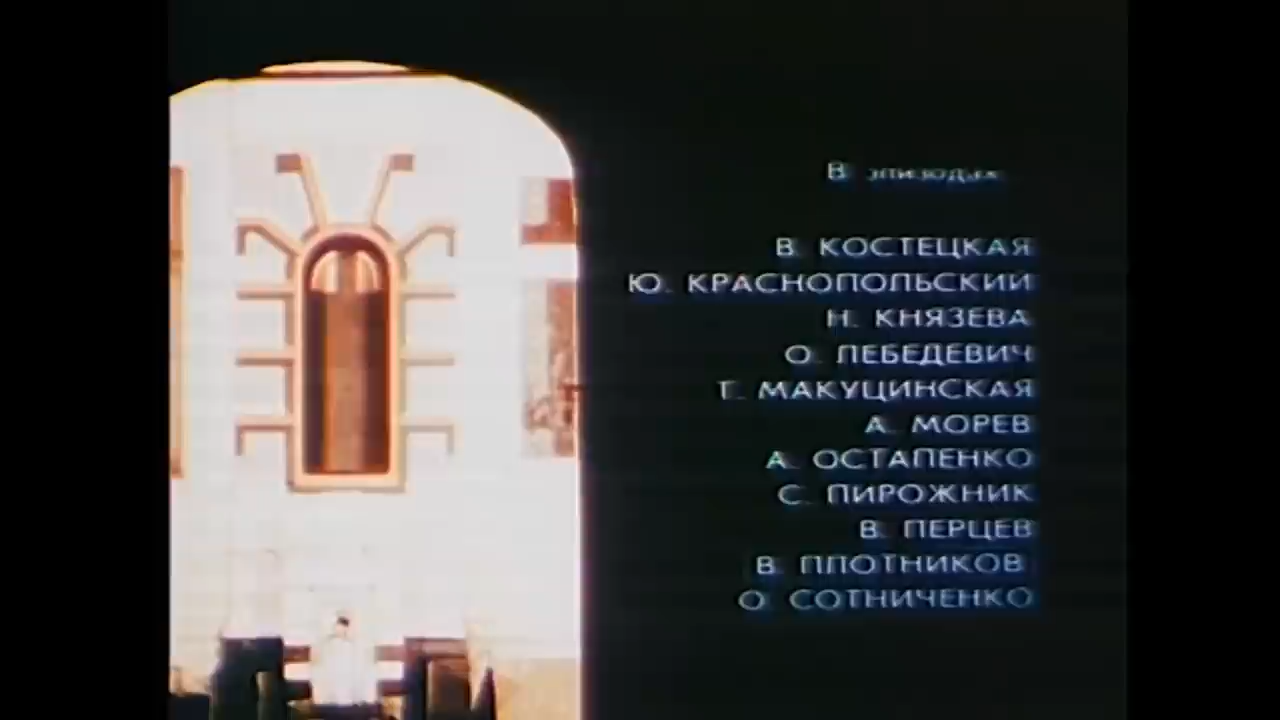 В эпизодах
В. КОСТЕЦКАЯ
Ю. КРАСНОПОЛЬСКИЙ
Н. КНЯЗЕВА
О. ЛЕБЕДЕВИЧ
Т. МАКУЦИНСКАЯ
А. МОРЕВ
А. ОСТАПЕНКО
С. ПИРОЖНИК
В. ПЕРЦЕВ
В. ПЛОТНИКОВ
О. СОТНИЧЕНКО